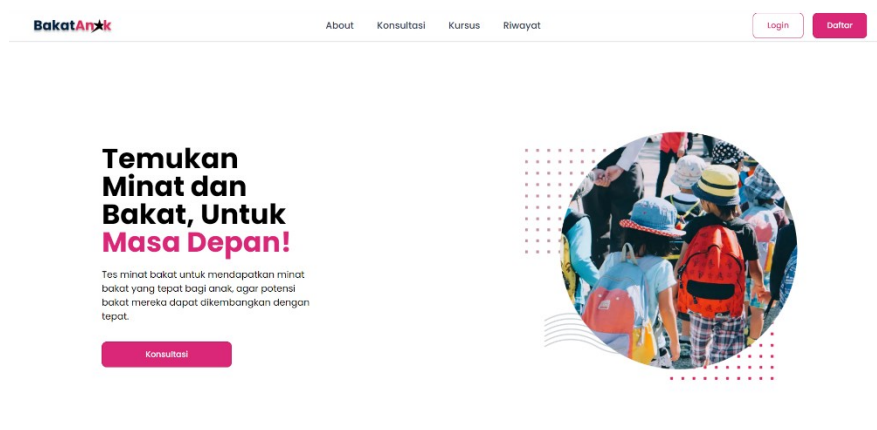 BakatAn★k
About Konsultasi Kursus Riwayat
Login Daftar
Temukan
Minat dan
Bakat, Untuk
Masa Depan!
Tes minat bakat untuk mendapatkan minat
bakat yang tepat bagi anak, agar potensi
bakat mereka dapat dikembangkan dengan
tepat.
Konsultasi